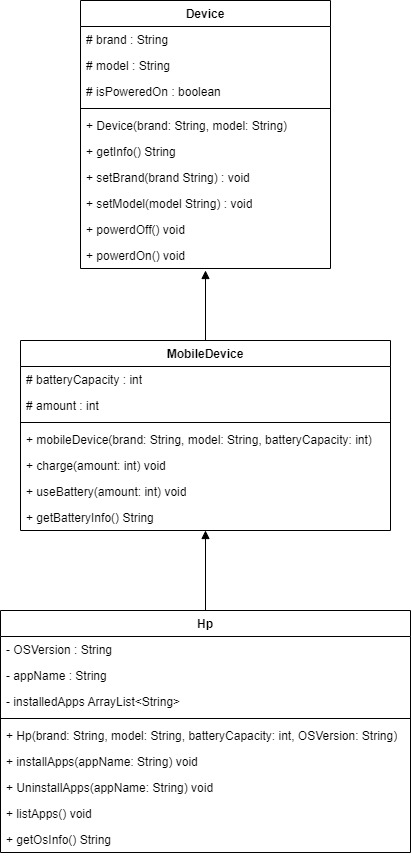 Device
# brand : String
# model : String
# isPoweredOn : boolean
+ Device(brand: String, model: String)
+ getInfo() String
+ setBrand(brand String) : void
+ setModel(model String) : void
+ powerdOff() void
+ powerdOn() void
MobileDevice
# batteryCapacity : int
# amount : int
+ mobileDevice(brand: String, model: String, batteryCapacity: int)
+ charge(amount: int) void
+ useBattery(amount: int) void
+ getBatteryInfo() String
Hp
- OSVersion : String
- appName : String
- installedApps ArrayList<String>
+ Hp(brand: String, model: String, batteryCapacity: int, OSVersion: String)
+ installApps(appName: String) void
+ UninstallApps(appName: String) void
+ listApps() void
+ getOsInfo() String